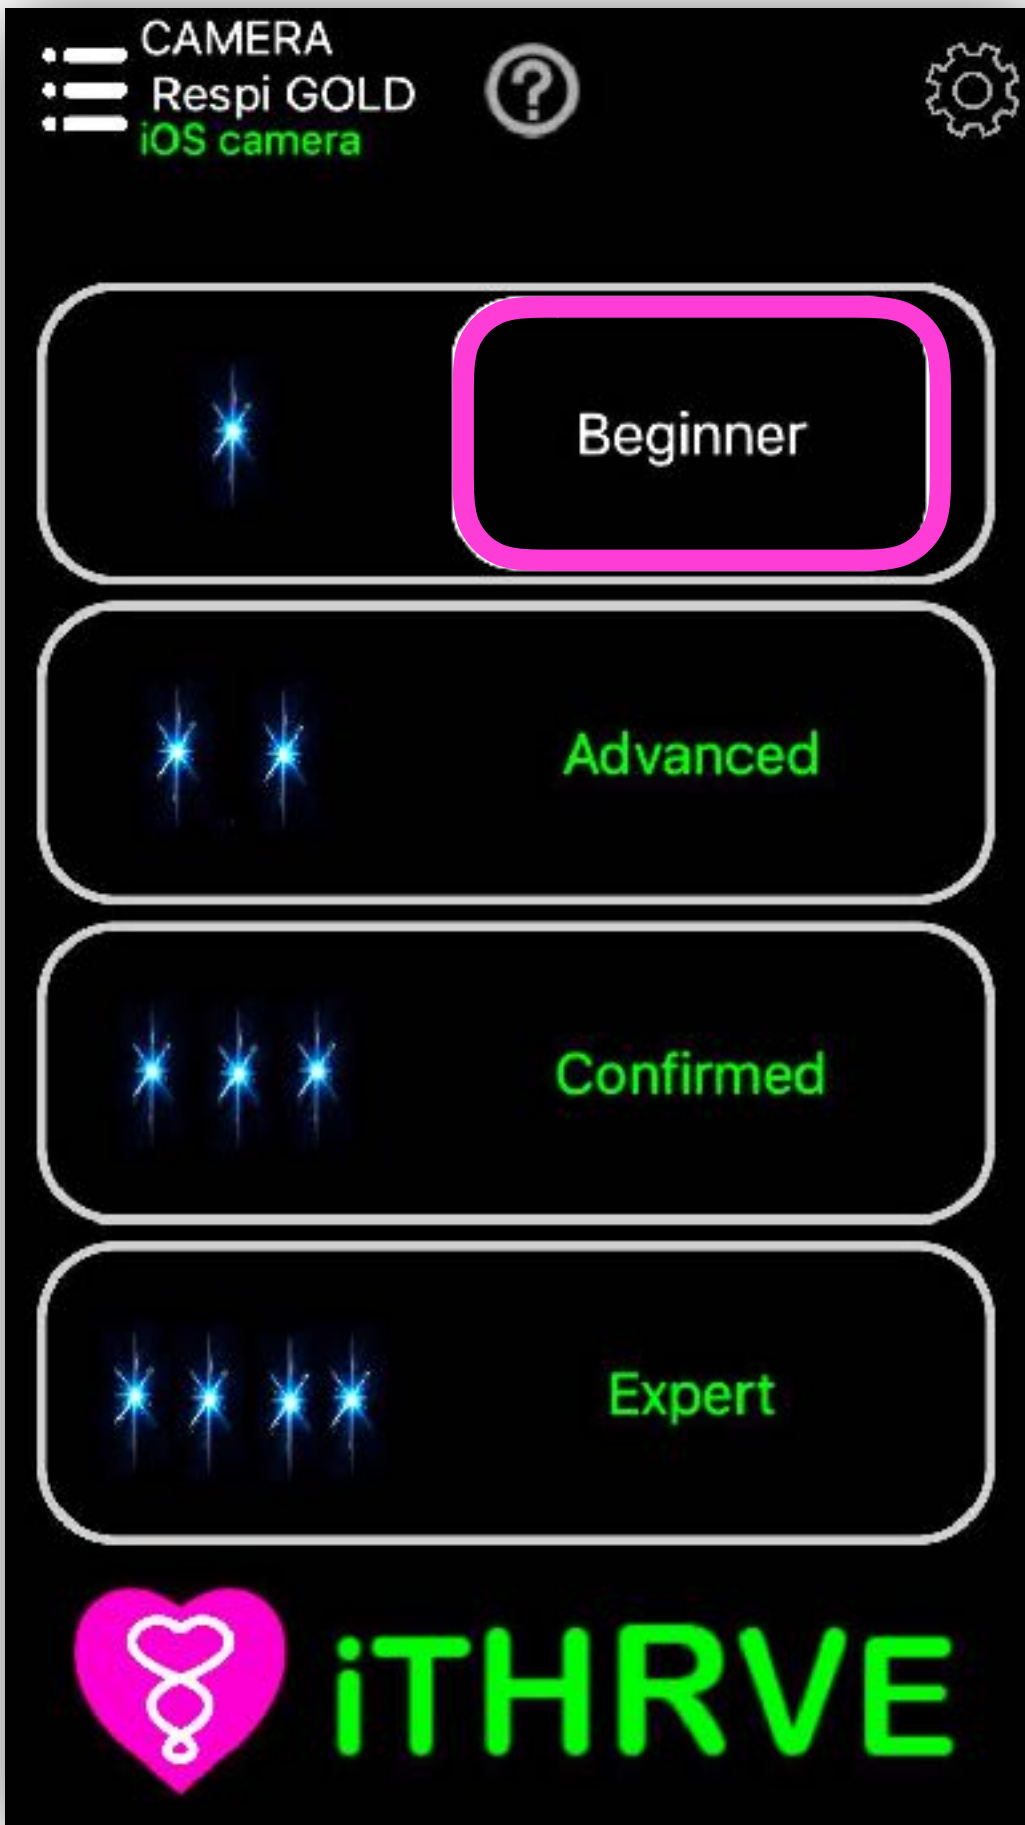 CAMERA
Respi GOLD
iOS camera
?
Beginner
Advanced
Confirmed
Expert
iTHRVE